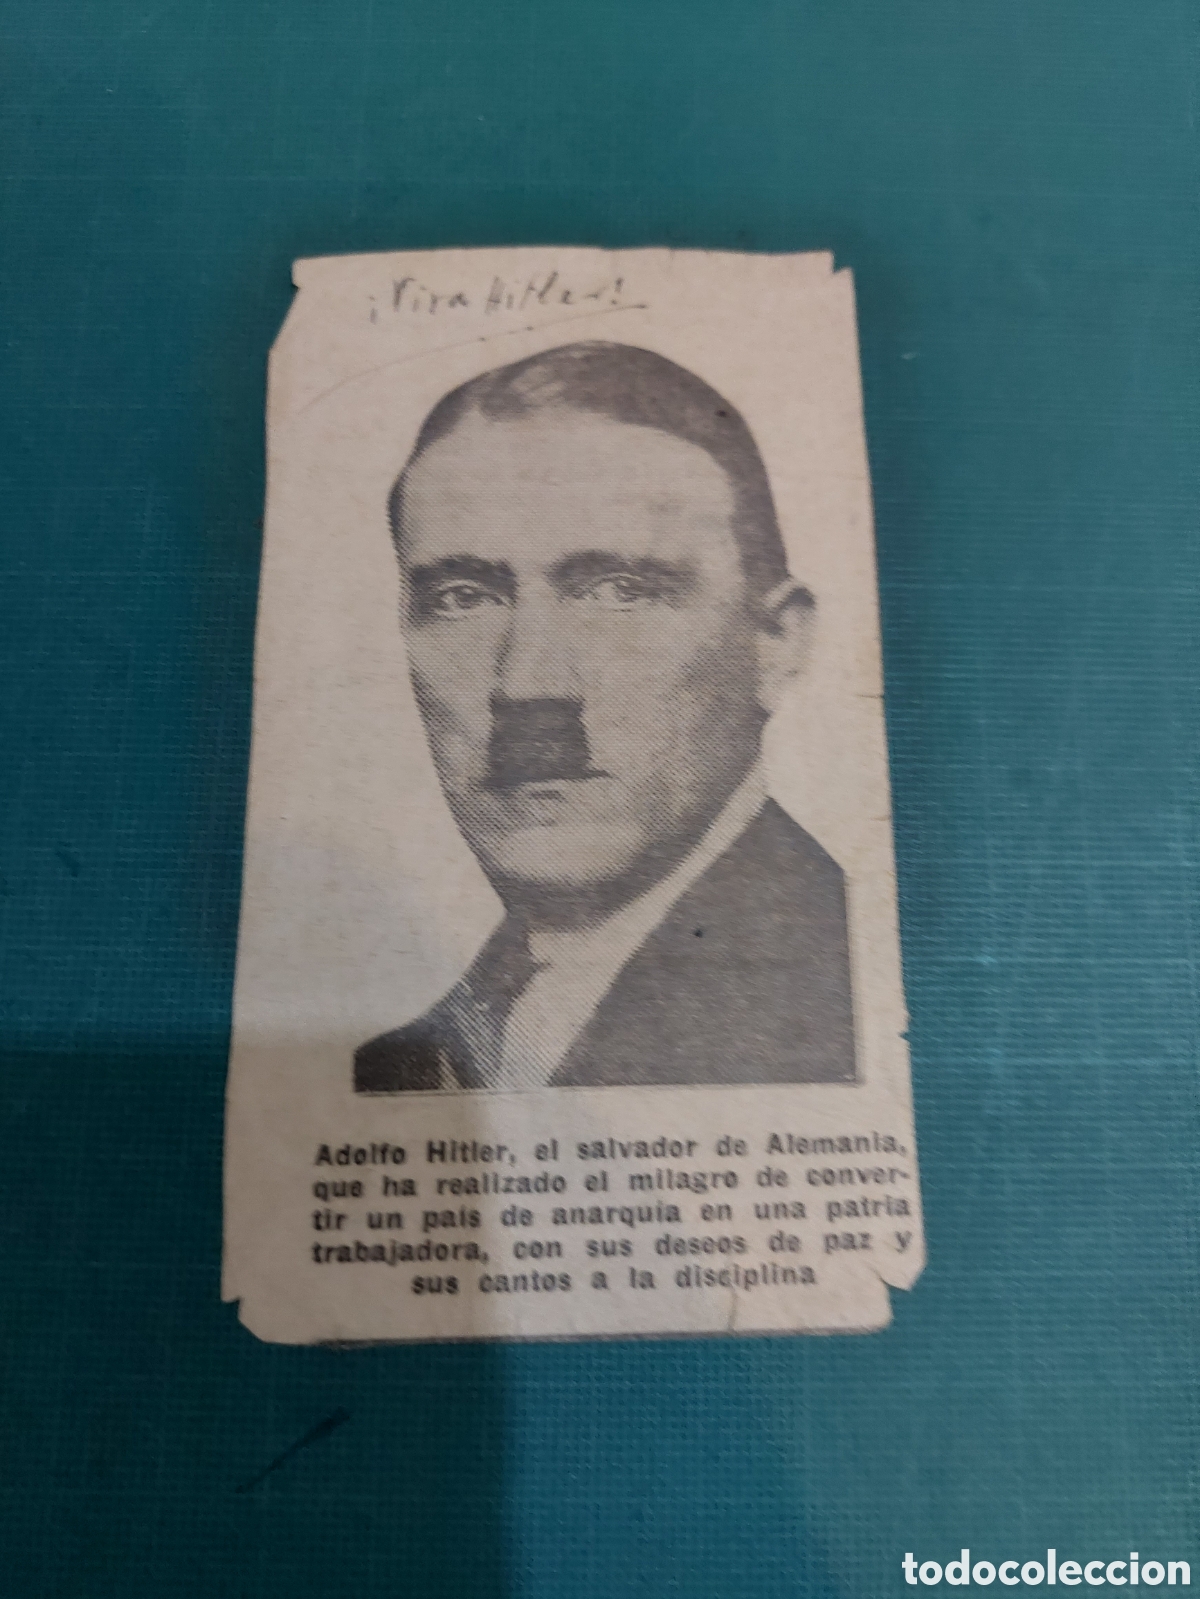 ¡Viva Hitler!
Adolfo Hitler, el salvador de Alemania,
que ha realizado el milagro de conver-
tir un país de anarquía en una patria
trabajadora, con sus deseos de paz y
sus cantos a la disciplina
todocoleccion